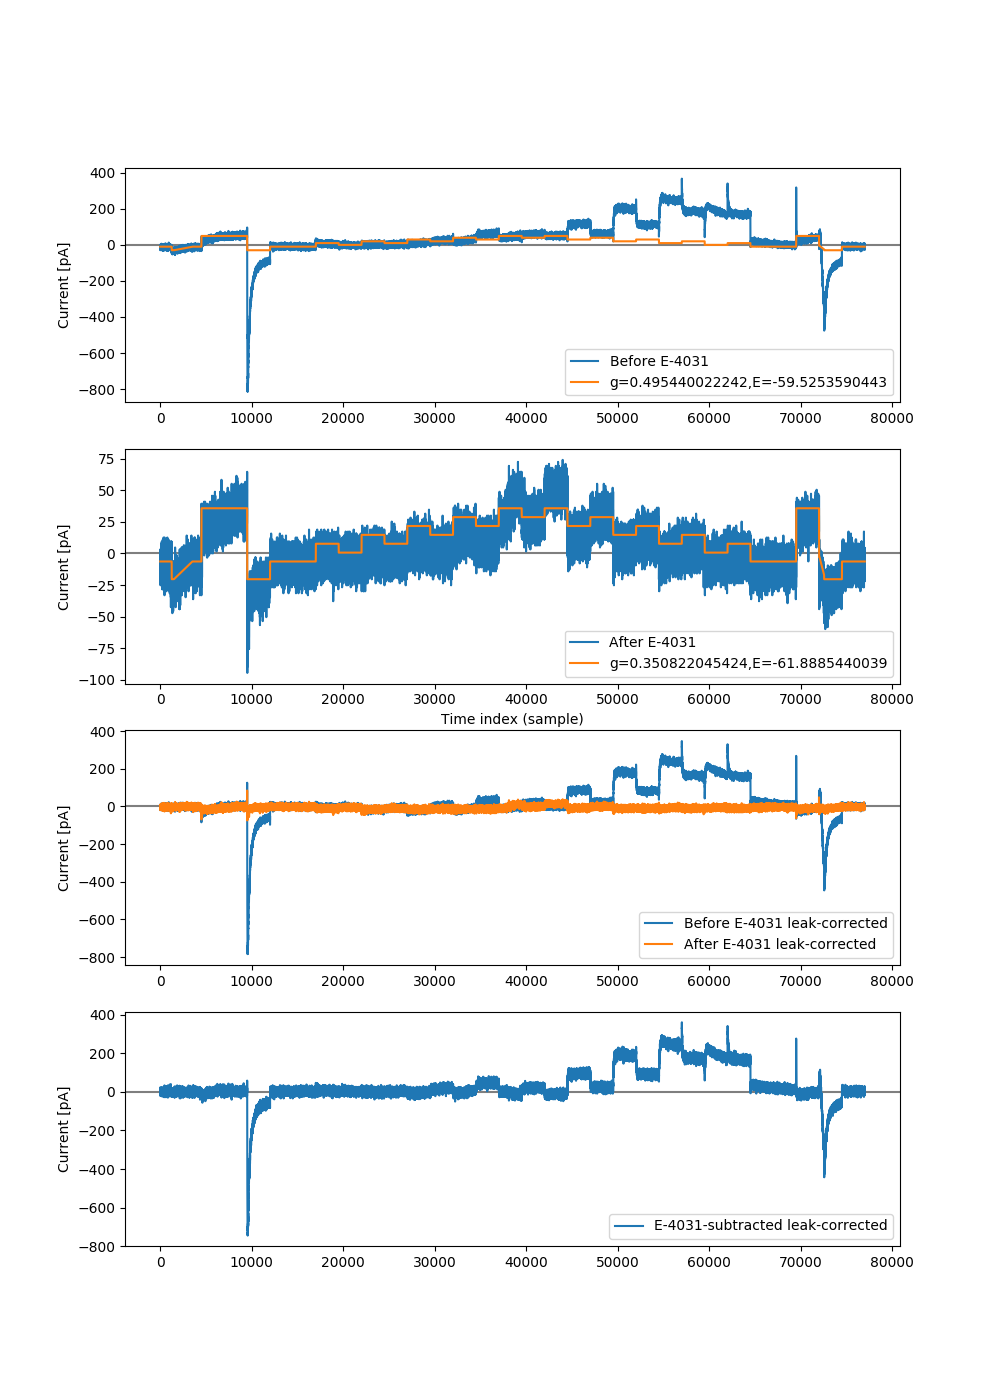 400
200
0
−200
−400
−600
−800
Current [pA]
Before E-4031
g=0.495440022242,E=-59.5253590443
0 10000 20000 30000 40000 50000 60000 70000 80000
75
50
25
0
−25
−50
−75
−100
Current [pA]
After E-4031
g=0.350822045424,E=-61.8885440039
0 10000 20000 30000 40000 50000 60000 70000 80000
Time index (sample)
400
200
0
−200
−400
−600
−800
Current [pA]
Before E-4031 leak-corrected
After E-4031 leak-corrected
0 10000 20000 30000 40000 50000 60000 70000 80000
400
200
0
−200
−400
−600
−800
Current [pA]
E-4031-subtracted leak-corrected
0 10000 20000 30000 40000 50000 60000 70000 80000